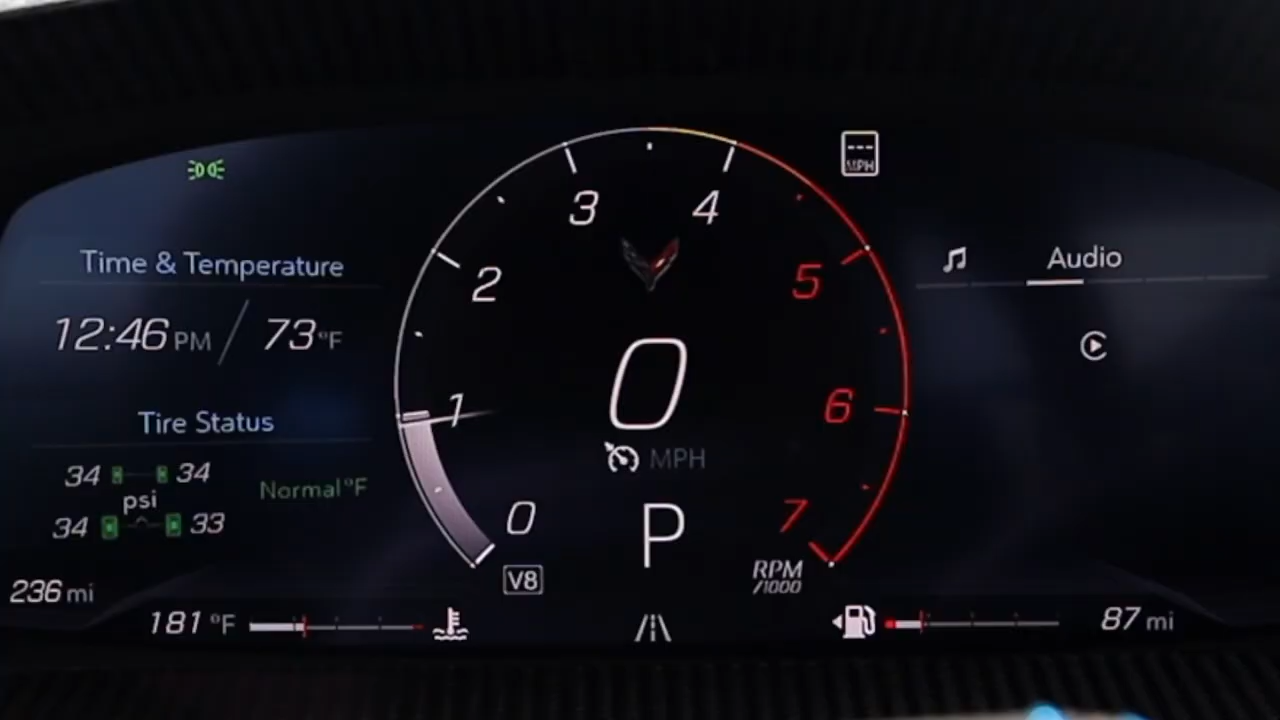 --- MPH
Time & Temperature
12:46 PM / 73 °F
Tire Status
34 34
psi
Normal °F
34 33
236 mi
181 °F
0
1
2
3
4
5
6
7
0
MPH
P
V8
RPM
/1000
Audio
87 mi